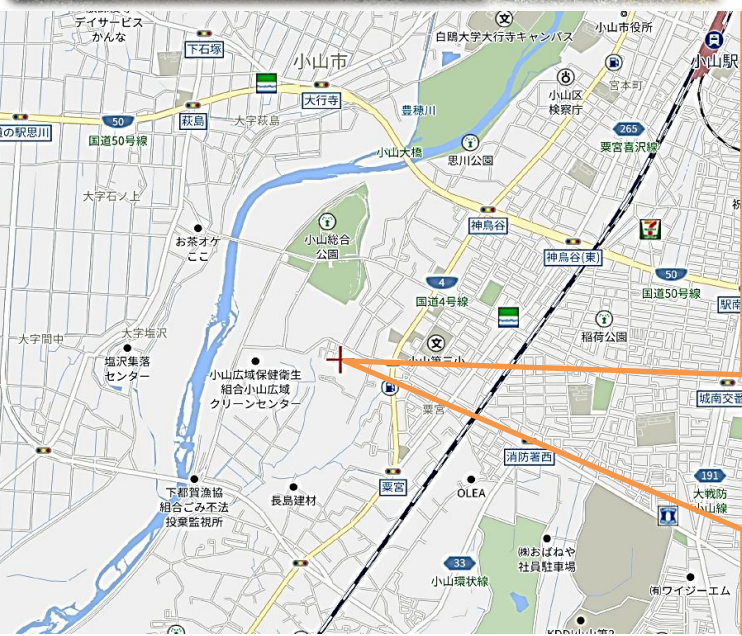 デイサービス
かんな
下石塚
小山市
白鴎大学大行寺キャンパス
小山市役所
小山駅
大行寺
小山区
検察庁
宮本町
50
萩島
大字萩島
豊穂川
265
道の駅思川
国道50号線
小山大橋
思川公園
粟宮喜沢線
大字石ノ上
神鳥谷
お茶オケ
ここ
小山総合
公園
神鳥谷(東)
4
50
国道4号線
国道50号線
駅南
大字間中
大字塩沢
稲荷公園
塩沢集落
センター
小山広域保健衛生
組合小山広域
クリーンセンター
文
小山第三小
城南交番
粟宮
消防署西
粟宮
OLEA
191
大戦防
小山線
下都賀漁協
組合ごみ不法
投棄監視所
長島建材
33
小山環状線
㈱おばねや
社員駐車場
㈲ワイジーエム
KDDI小山第2